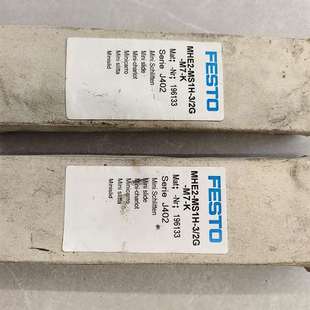 FESTO
MHE2-MS1H-3/2G
-M7-K
Mat; -Nr; 196133
Serie J402
Mini Schlitten
Mini slide
Mini-chariot
Minicarro
Mini slitta
Minislid
FESTO
MHE2-MS1H-3/2G
-M7-K
Mat; -Nr; 196133
Serie J402
Mini Schlitten
Mini slide
Mini-chariot
Minicarro
Mini slitta
Minislid